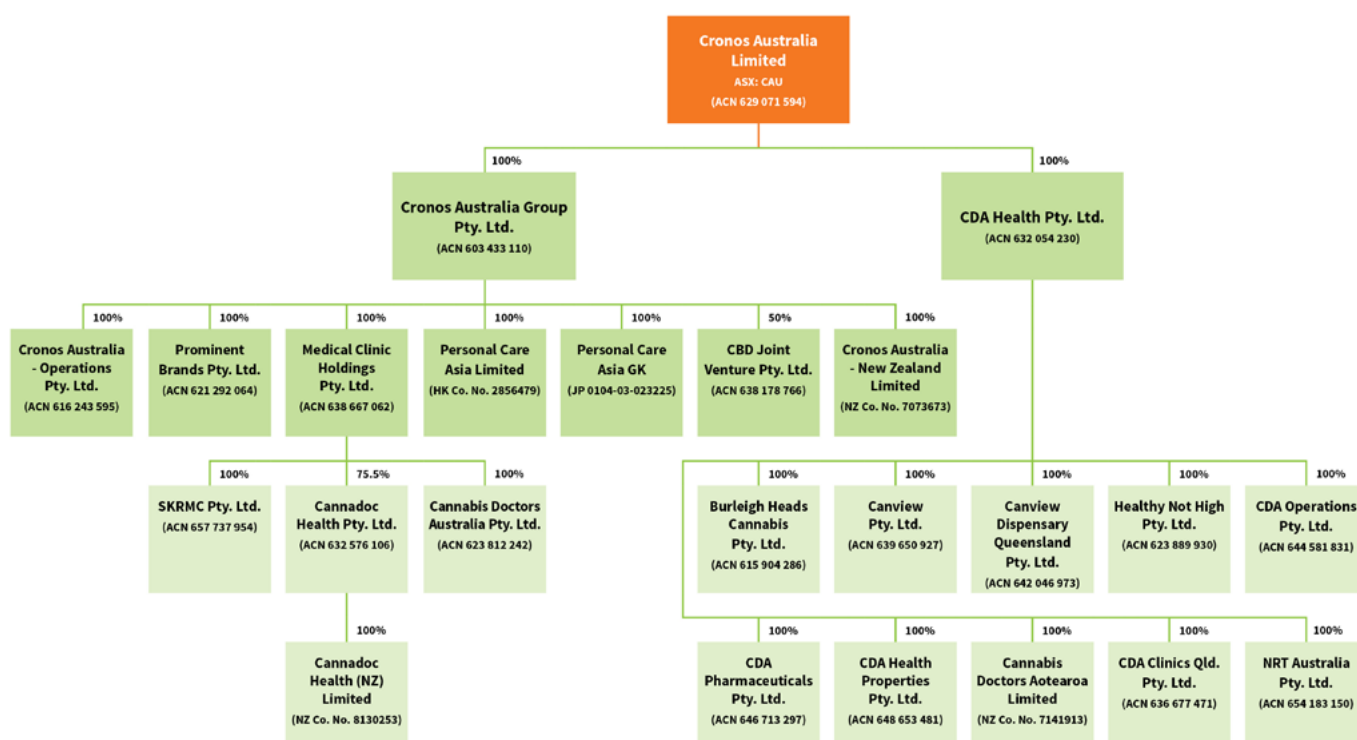 Cronos Australia
Limited
ASX: CAU
(ACN 629 071 594)
100%
100%
Cronos Australia Group
Pty. Ltd.
(ACN 603 433 110)
CDA Health Pty. Ltd.
(ACN 632 054 230)
100%
100%
100%
100%
100%
50%
100%
Cronos Australia
- Operations
Pty. Ltd.
(ACN 616 243 595)
Prominent
Brands Pty. Ltd.
(ACN 621 292 064)
Medical Clinic
Holdings
Pty. Ltd.
(ACN 638 667 062)
Personal Care
Asia Limited
(HK Co. No. 2856479)
Personal Care
Asia GK
(JP 0104-03-023225)
CBD Joint
Venture Pty. Ltd.
(ACN 638 178 766)
Cronos Australia
- New Zealand
Limited
(NZ Co. No. 7073673)
100%
75.5%
100%
SKRMC Pty. Ltd.
(ACN 657 737 954)
Cannadoc
Health Pty. Ltd.
(ACN 632 576 106)
Cannabis Doctors
Australia Pty. Ltd.
(ACN 623 812 242)
100%
100%
100%
100%
100%
Burleigh Heads
Cannabis
Pty. Ltd.
(ACN 615 904 286)
Canview
Pty. Ltd.
(ACN 639 650 927)
Canview
Dispensary
Queensland
Pty. Ltd.
(ACN 642 046 973)
Healthy Not High
Pty. Ltd.
(ACN 623 889 930)
CDA Operations
Pty. Ltd.
(ACN 644 581 831)
100%
Cannadoc
Health (NZ)
Limited
(NZ Co. No. 8130253)
100%
100%
100%
100%
100%
CDA
Pharmaceuticals
Pty. Ltd.
(ACN 646 713 297)
CDA Health
Properties
Pty. Ltd.
(ACN 648 653 481)
Cannabis
Doctors Aotearoa
Limited
(NZ Co. No. 7141913)
CDA Clinics Qld.
Pty. Ltd.
(ACN 636 677 471)
NRT Australia
Pty. Ltd.
(ACN 654 183 150)